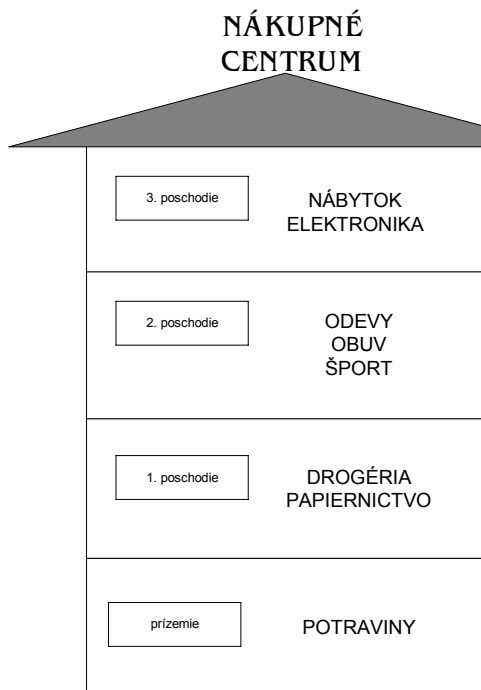 NÁKUPNÉ
CENTRUM
3. poschodie
NÁBYTOK
ELEKTRONIKA
2. poschodie
ODEVY
OBUV
ŠPORT
1. poschodie
DROGÉRIA
PAPIERNICTVO
prízemie
POTRAVINY